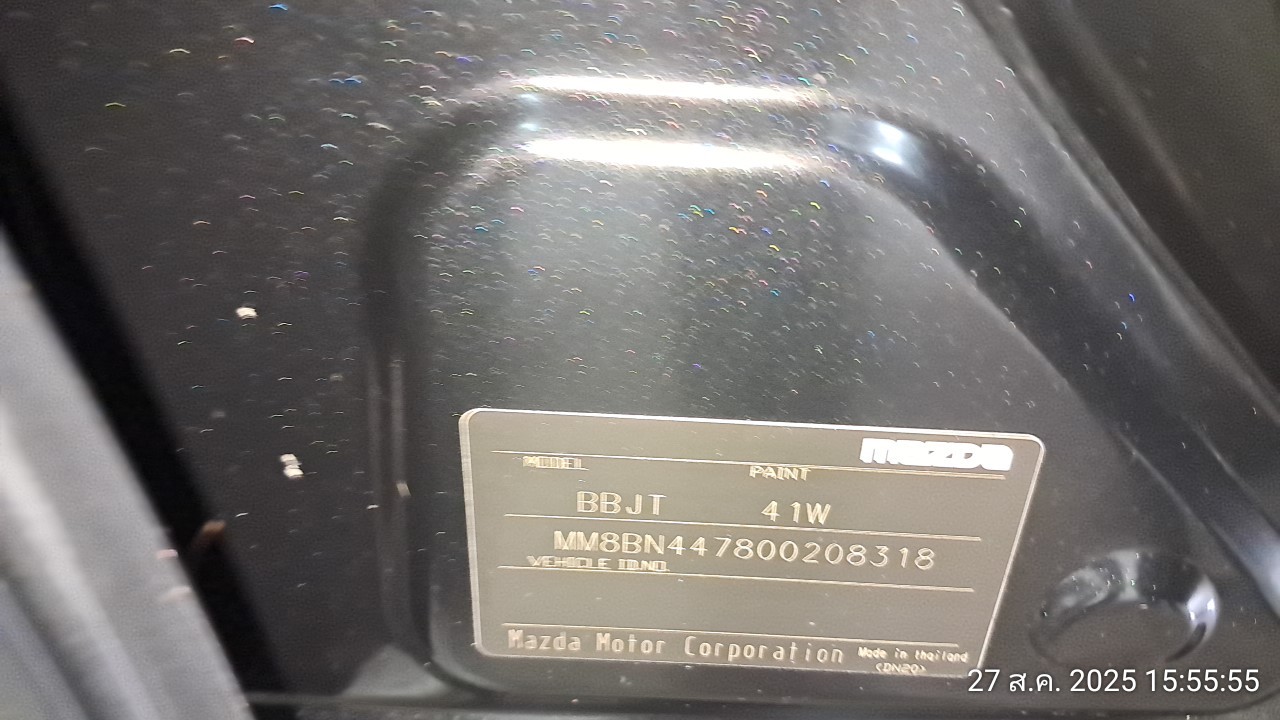 mazda
MODEL PAINT
BBJT 41W
MM8BN447800208318
VEHICLE ID.NO.
Mazda Motor Corporation Made in thailand
<DN20>
27 ส.ค. 2025 15:55:55